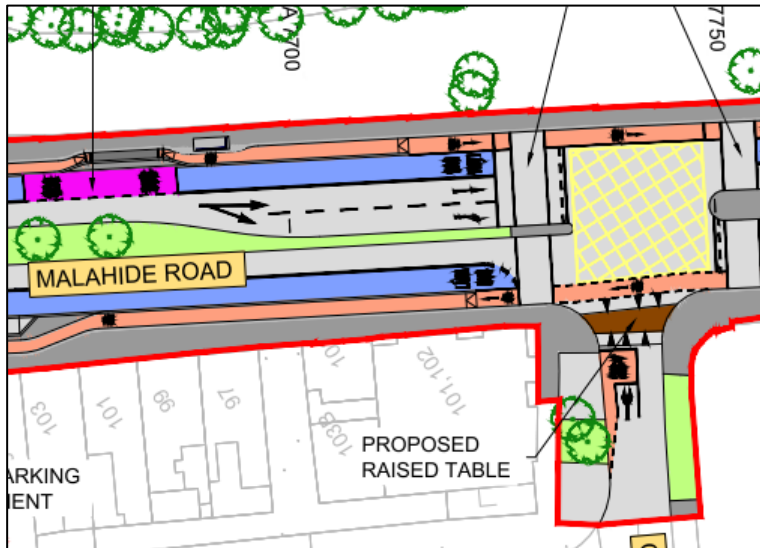 A 7700
7750
MALAHIDE ROAD
103
101
99
97
103B
101,102
PROPOSED
RAISED TABLE
ARKING
IENT